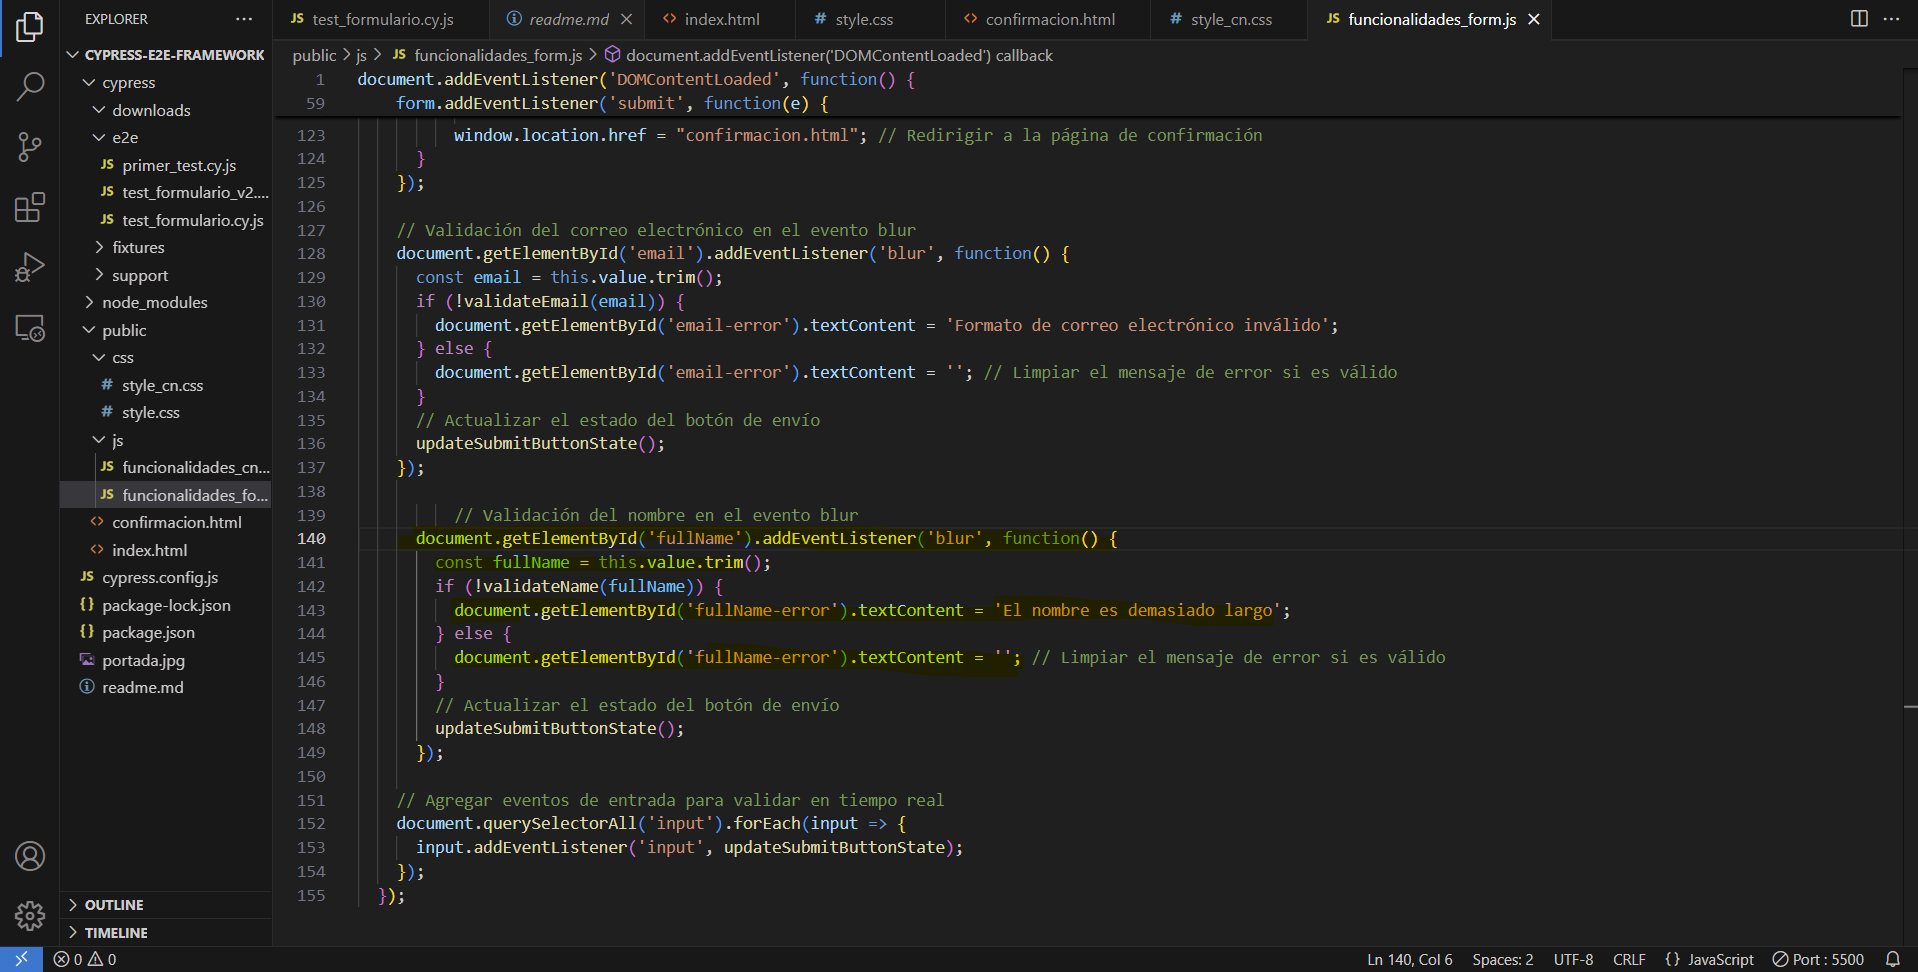 EXPLORER
CYPRESS-E2E-FRAMEWORK
cypress
downloads
e2e
JS primer_test.cy.js
JS test_formulario_v2....
JS test_formulario.cy.js
fixtures
support
node_modules
public
css
# style_cn.css
# style.css
js
JS funcionalidades_cn...
JS funcionalidades_fo...
<> confirmacion.html
<> index.html
JS cypress.config.js
{} package-lock.json
{} package.json
portada.jpg
readme.md
OUTLINE
TIMELINE
JS test_formulario.cy.js readme.md <> index.html # style.css <> confirmacion.html # style_cn.css JS funcionalidades_form.js
public > js > JS funcionalidades_form.js > document.addEventListener('DOMContentLoaded') callback
1 document.addEventListener('DOMContentLoaded', function() {
59 form.addEventListener('submit', function(e) {
123 window.location.href = "confirmacion.html"; // Redirigir a la página de confirmación
124 }
125 });
126
127 // Validación del correo electrónico en el evento blur
128 document.getElementById('email').addEventListener('blur', function() {
129 const email = this.value.trim();
130 if (!validateEmail(email)) {
131 document.getElementById('email-error').textContent = 'Formato de correo electrónico inválido';
132 } else {
133 document.getElementById('email-error').textContent = ''; // Limpiar el mensaje de error si es válido
134 }
135 // Actualizar el estado del botón de envío
136 updateSubmitButtonState();
137 });
138
139 // Validación del nombre en el evento blur
140 document.getElementById('fullName').addEventListener('blur', function() {
141 const fullName = this.value.trim();
142 if (!validateName(fullName)) {
143 document.getElementById('fullName-error').textContent = 'El nombre es demasiado largo';
144 } else {
145 document.getElementById('fullName-error').textContent = ''; // Limpiar el mensaje de error si es válido
146 }
147 // Actualizar el estado del botón de envío
148 updateSubmitButtonState();
149 });
150
151 // Agregar eventos de entrada para validar en tiempo real
152 document.querySelectorAll('input').forEach(input => {
153 input.addEventListener('input', updateSubmitButtonState);
154 });
155 });
0 0 Ln 140, Col 6 Spaces: 2 UTF-8 CRLF {} JavaScript Port : 5500